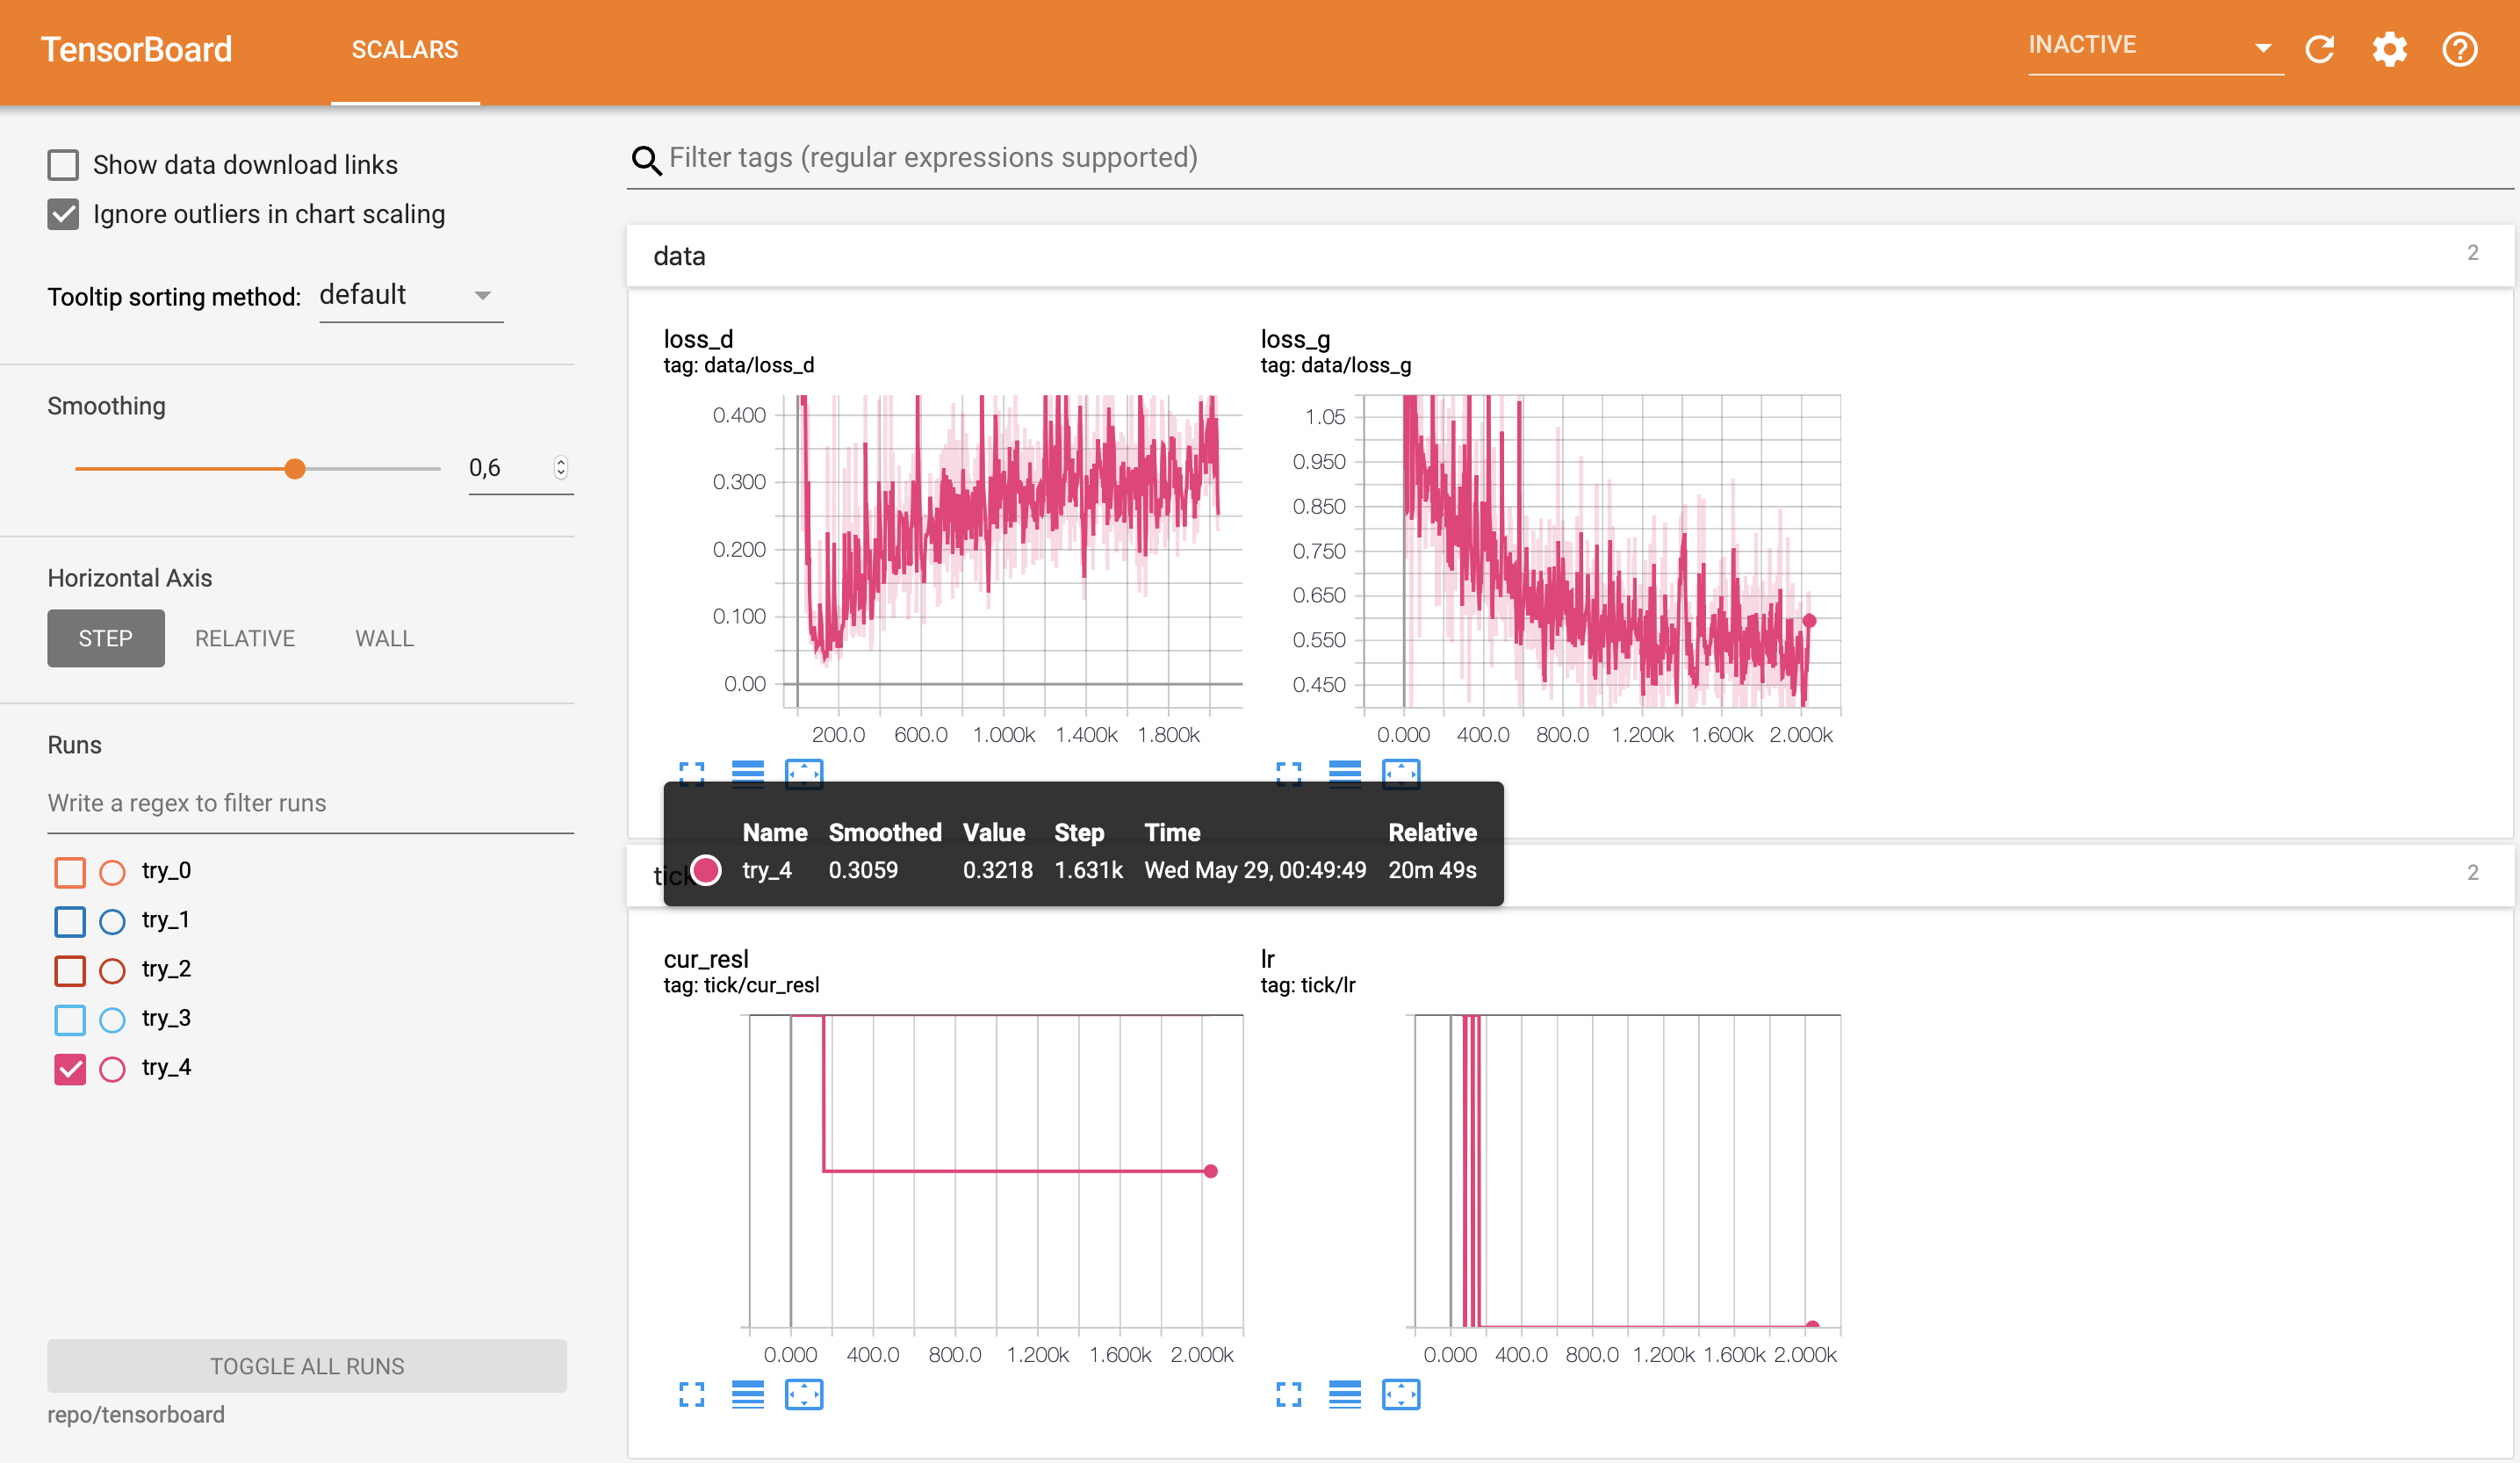 TensorBoard
SCALARS
INACTIVE
Show data download links
Ignore outliers in chart scaling
Tooltip sorting method: default
Smoothing
0,6
Horizontal Axis
STEP RELATIVE WALL
Runs
Write a regex to filter runs
try_0
try_1
try_2
try_3
try_4
TOGGLE ALL RUNS
repo/tensorboard
Filter tags (regular expressions supported)
data 2
loss_d
tag: data/loss_d
0.400
0.300
0.200
0.100
0.00
200.0 600.0 1.000k 1.400k 1.800k
loss_g
tag: data/loss_g
1.05
0.950
0.850
0.750
0.650
0.550
0.450
0.000 400.0 800.0 1.200k 1.600k 2.000k
Name Smoothed Value Step Time Relative
try_4 0.3059 0.3218 1.631k Wed May 29, 00:49:49 20m 49s
tick 2
cur_resl
tag: tick/cur_resl
0.000 400.0 800.0 1.200k 1.600k 2.000k
lr
tag: tick/lr
0.000 400.0 800.0 1.200k 1.600k 2.000k